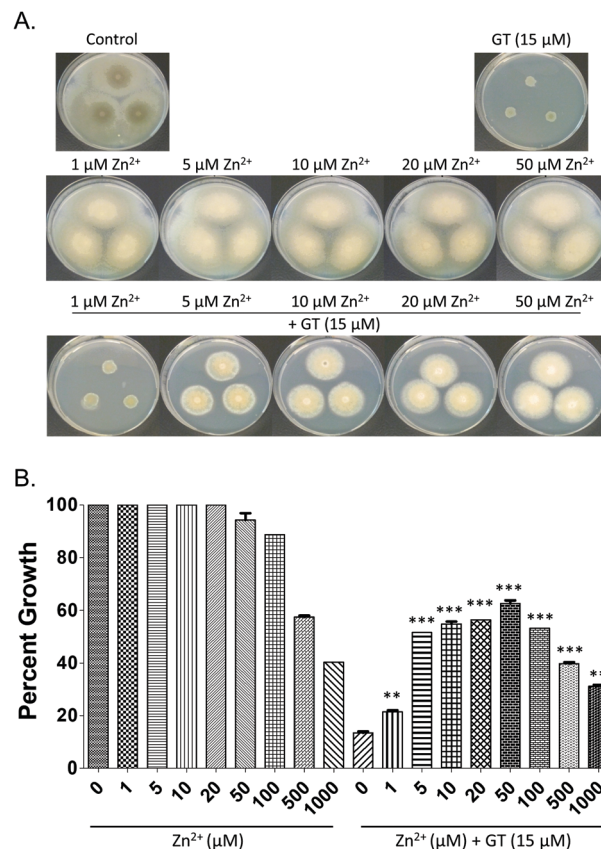 A.
Control GT (15 µM)
1 µM Zn²⁺ 5 µM Zn²⁺ 10 µM Zn²⁺ 20 µM Zn²⁺ 50 µM Zn²⁺
1 µM Zn²⁺ 5 µM Zn²⁺ 10 µM Zn²⁺ 20 µM Zn²⁺ 50 µM Zn²⁺
+ GT (15 µM)
B.
Percent Growth
100
80
60
40
20
0
** *** *** *** *** *** *** **
0 1 5 10 20 50 100 500 1000 0 1 5 10 20 50 100 500 1000
Zn²⁺ (µM) Zn²⁺ (µM) + GT (15 µM)